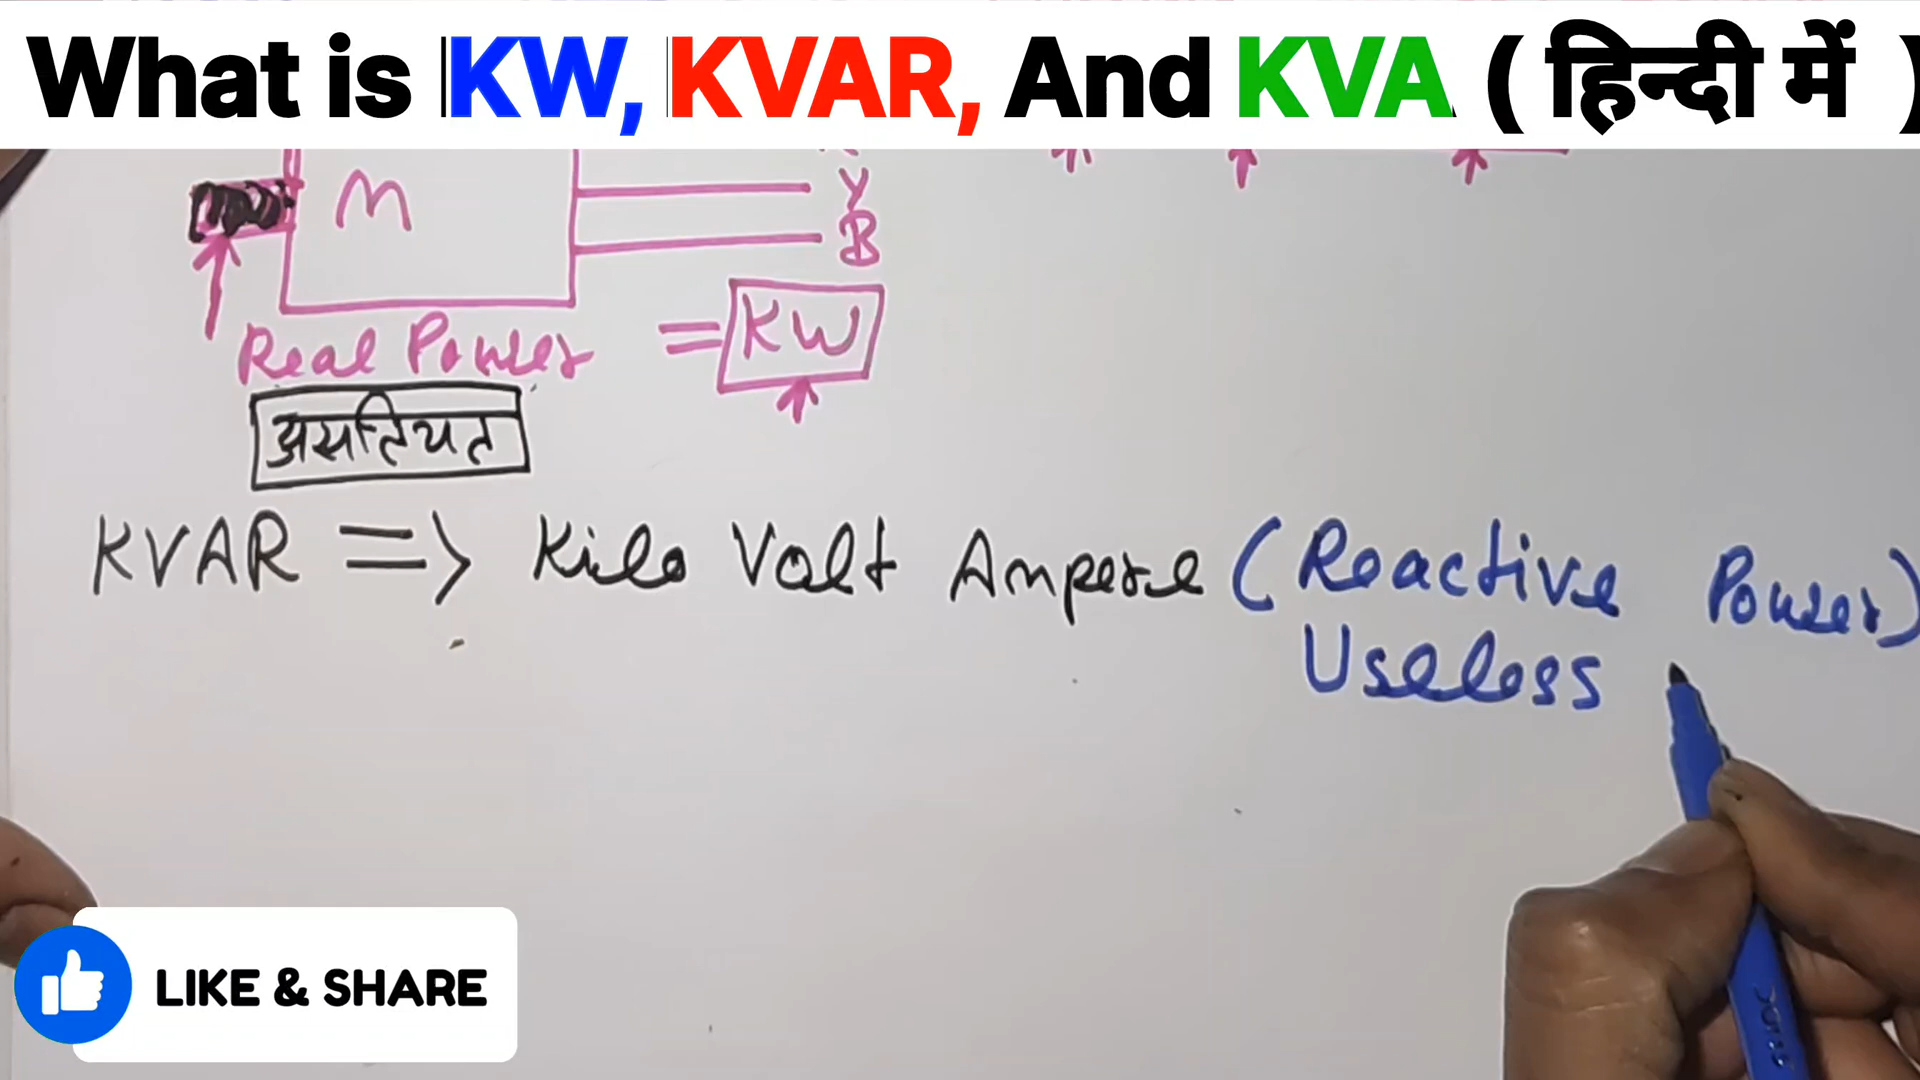 What is KW, KVAR, And KVA ( हिन्दी में )
M
Y
B
Real Power = KW
असलियत
KVAR => Kilo Volt Ampere (Reactive Power)
Useless
LIKE & SHARE